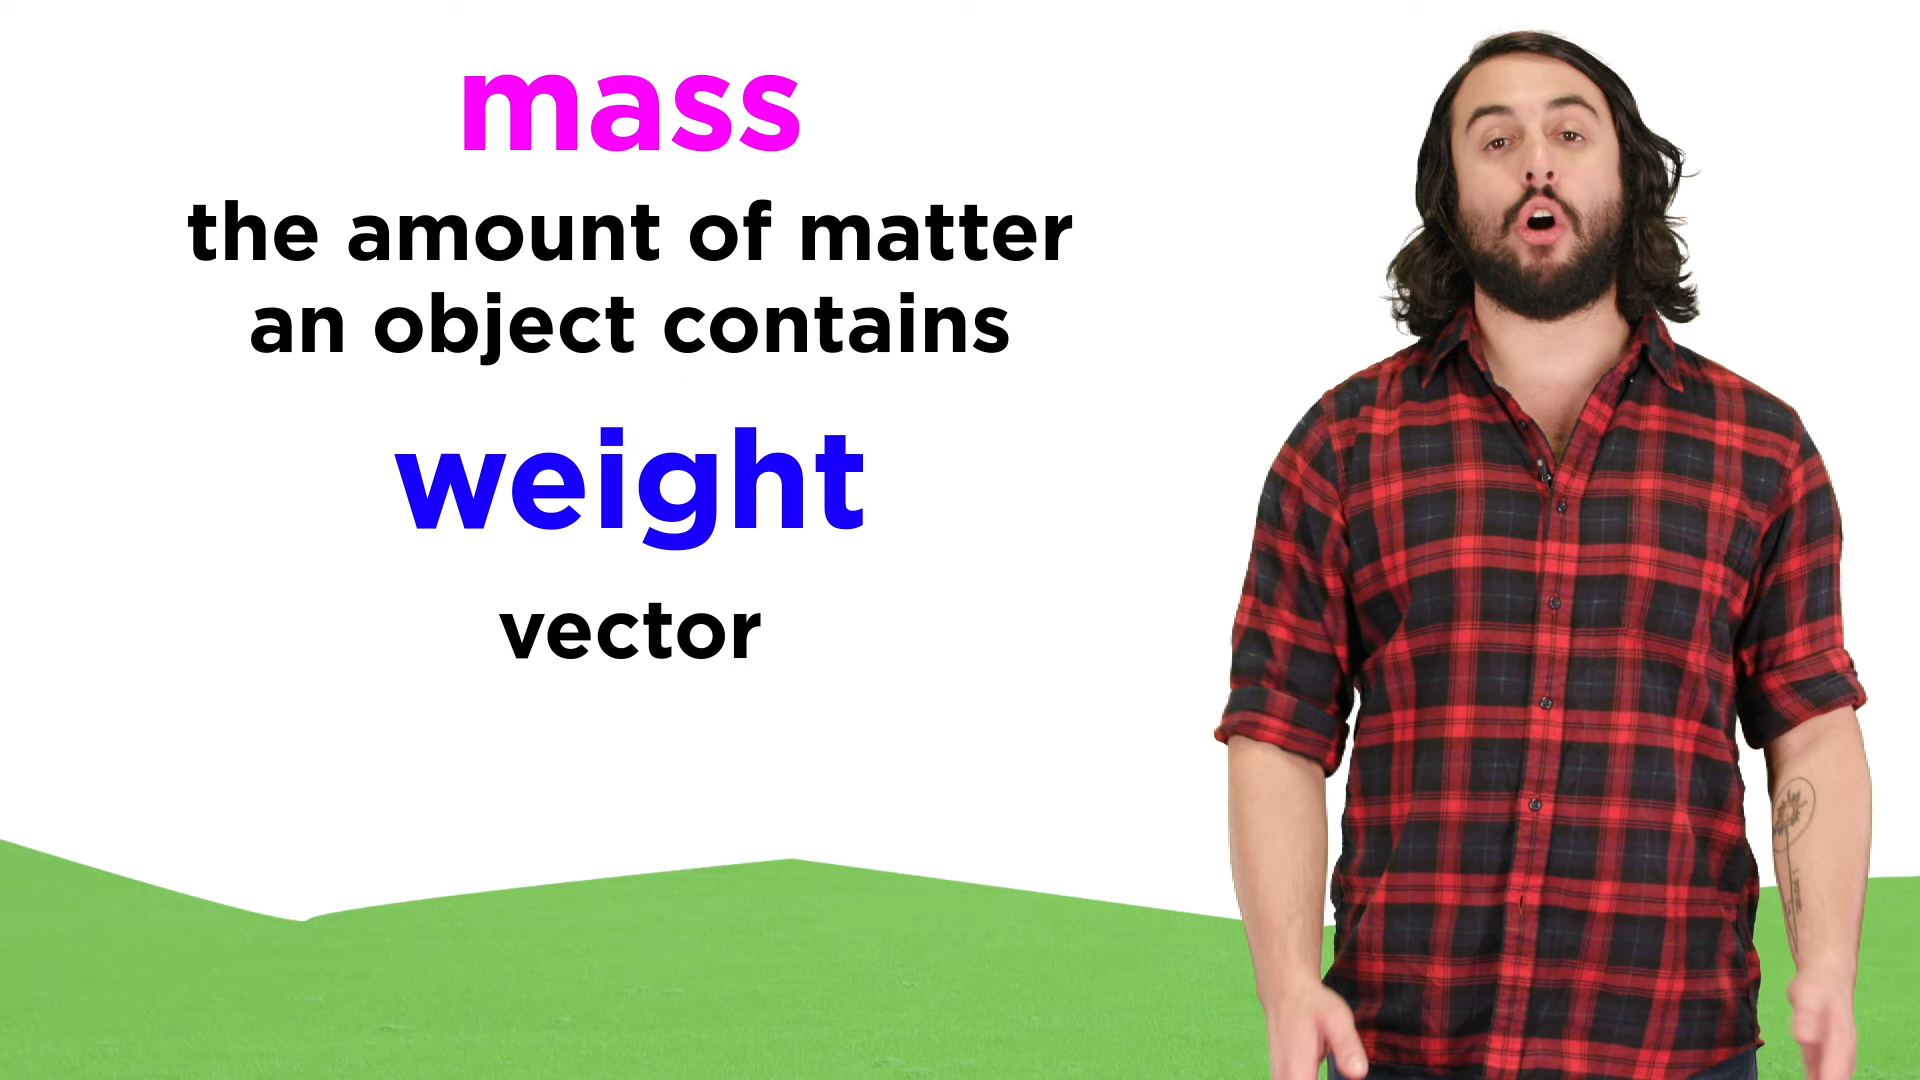 mass
the amount of matter
an object contains
weight
vector